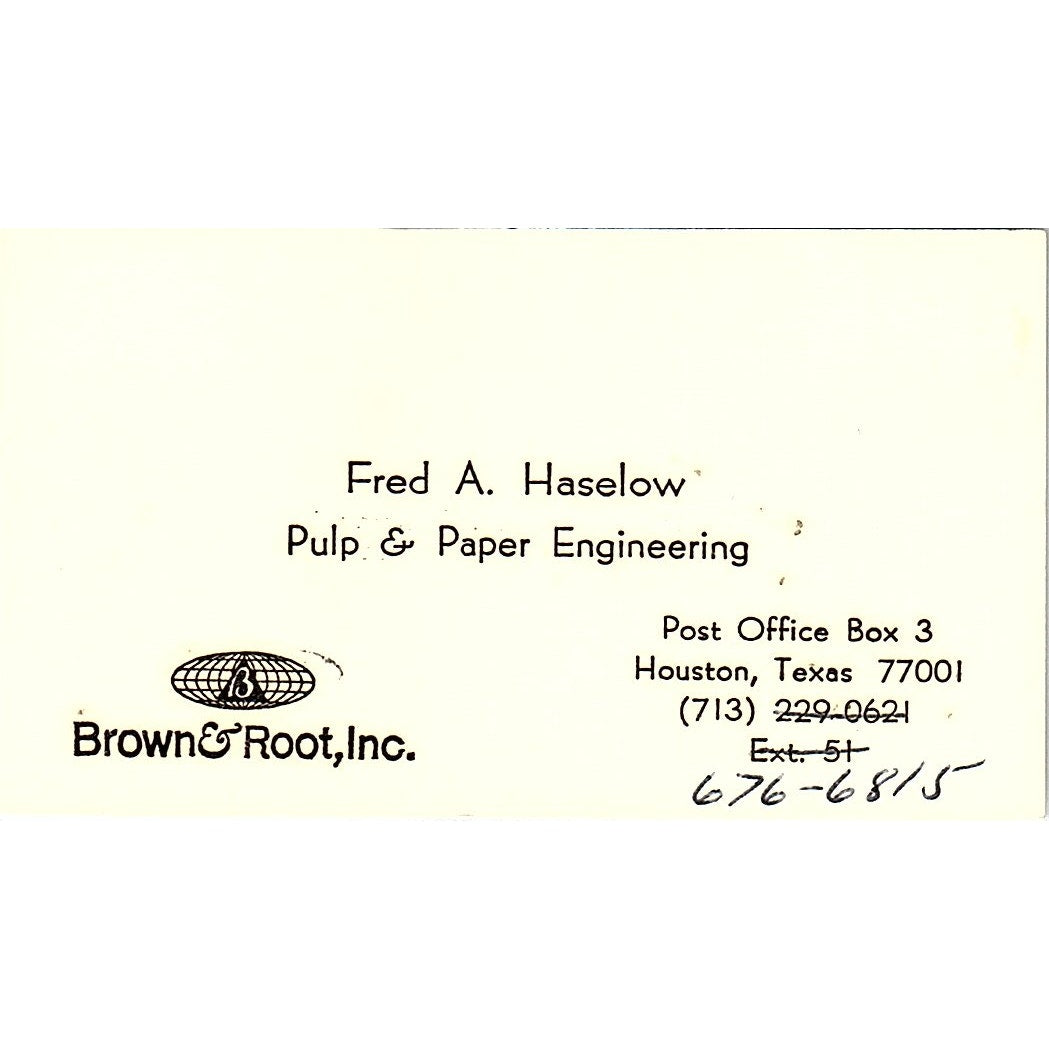 Fred A. Haselow
Pulp & Paper Engineering
Post Office Box 3
Houston, Texas 77001
(713) 229-0621
Ext. 51
676-6815
B
Brown & Root, Inc.